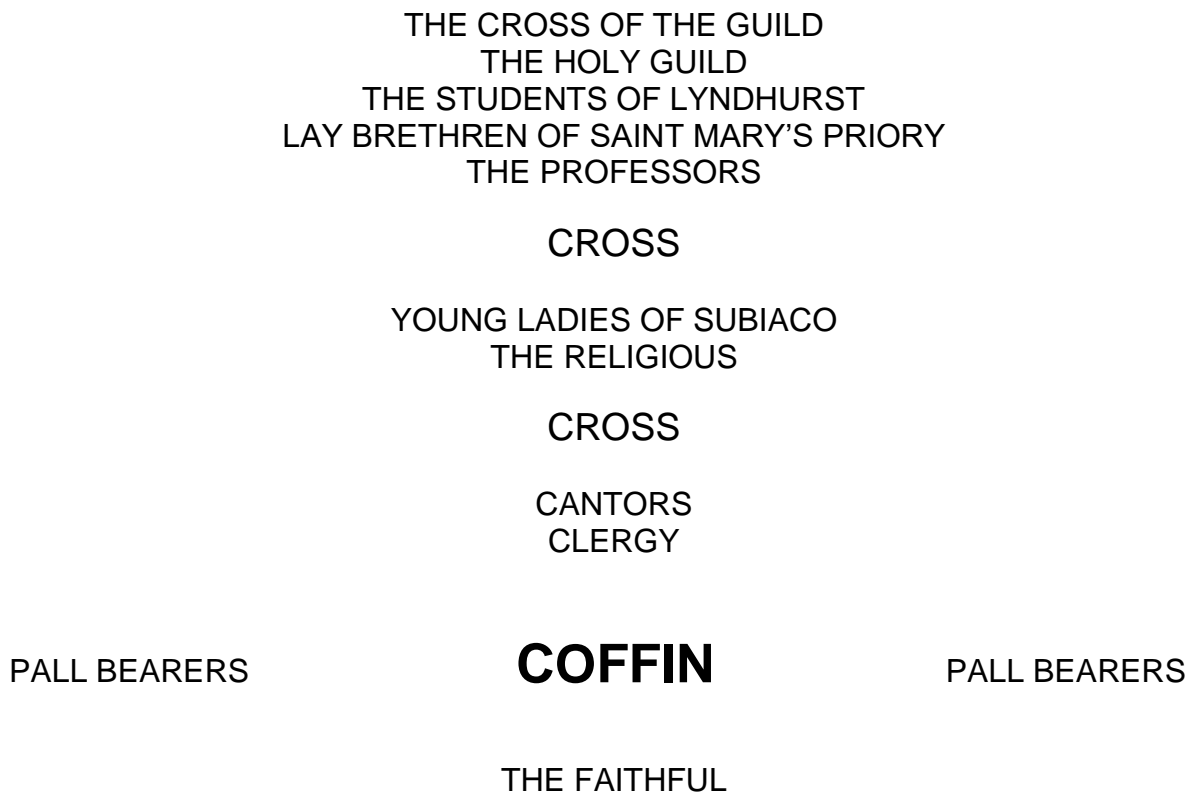 THE CROSS OF THE GUILD
THE HOLY GUILD
THE STUDENTS OF LYNDHURST
LAY BRETHREN OF SAINT MARY’S PRIORY
THE PROFESSORS
CROSS
YOUNG LADIES OF SUBIACO
THE RELIGIOUS
CROSS
CANTORS
CLERGY
PALL BEARERS COFFIN PALL BEARERS
THE FAITHFUL